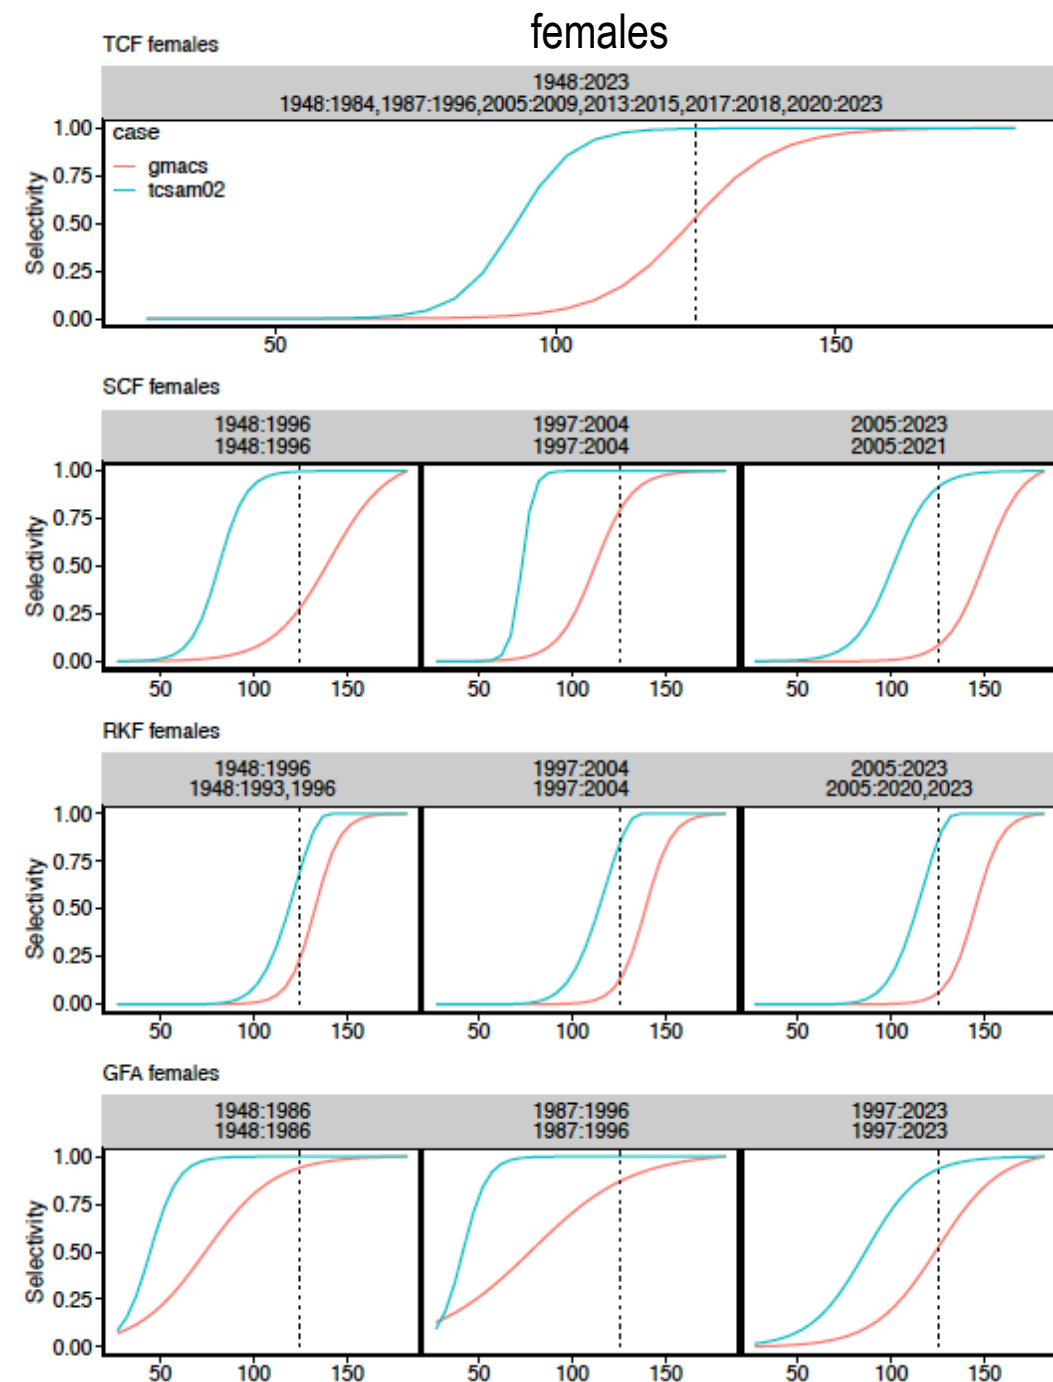 females
TCF females
1948:2023
1948:1984,1987:1996,2005:2009,2013:2015,2017:2018,2020:2023
case
gmacs
tcsam02
Selectivity
1.00
0.75
0.50
0.25
0.00
50 100 150
SCF females
1948:1996 1997:2004 2005:2023
1948:1996 1997:2004 2005:2021
Selectivity
1.00
0.75
0.50
0.25
0.00
50 100 150 50 100 150 50 100 150
RKF females
1948:1996 1997:2004 2005:2023
1948:1993,1996 1997:2004 2005:2020,2023
Selectivity
1.00
0.75
0.50
0.25
0.00
50 100 150 50 100 150 50 100 150
GFA females
1948:1986 1987:1996 1997:2023
1948:1986 1987:1996 1997:2023
Selectivity
1.00
0.75
0.50
0.25
0.00
50 100 150 50 100 150 50 100 150